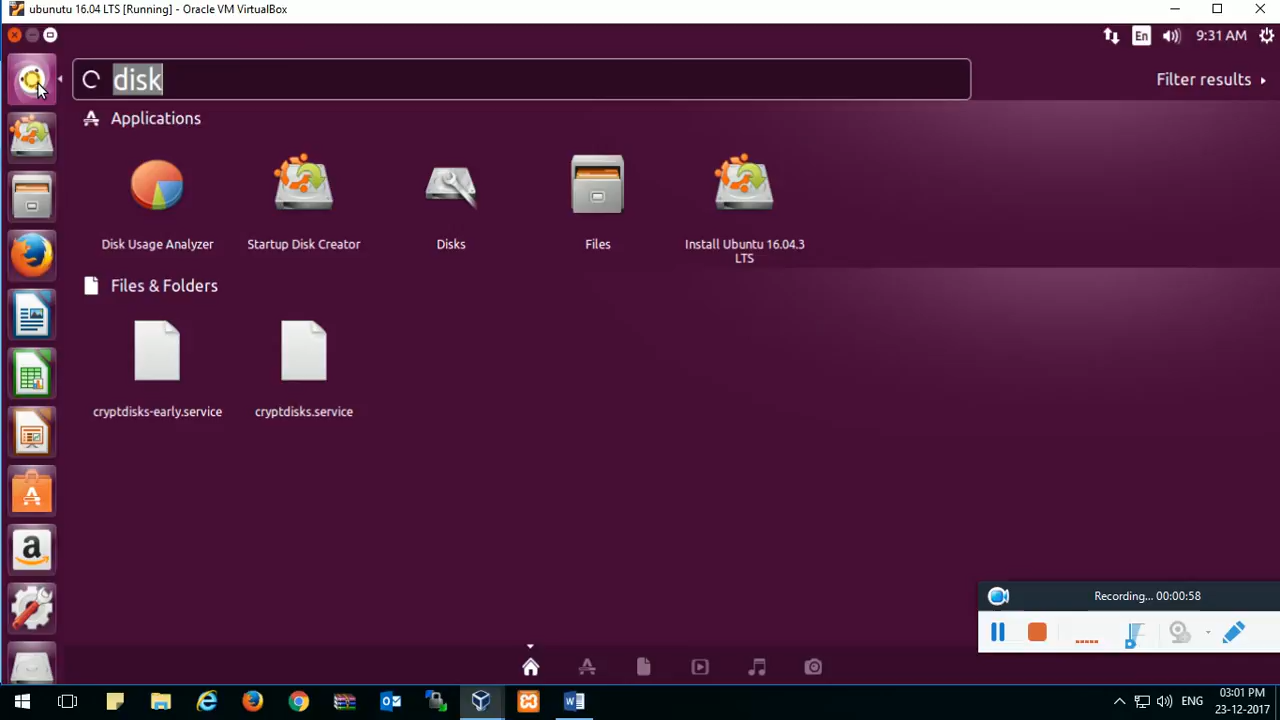 ubunutu 16.04 LTS [Running] - Oracle VM VirtualBox
En
9:31 AM
disk
Filter results
Applications
Disk Usage Analyzer
Startup Disk Creator
Disks
Files
Install Ubuntu 16.04.3
LTS
Files & Folders
cryptdisks-early.service
cryptdisks.service
Recording... 00:00:58
ENG
03:01 PM
23-12-2017